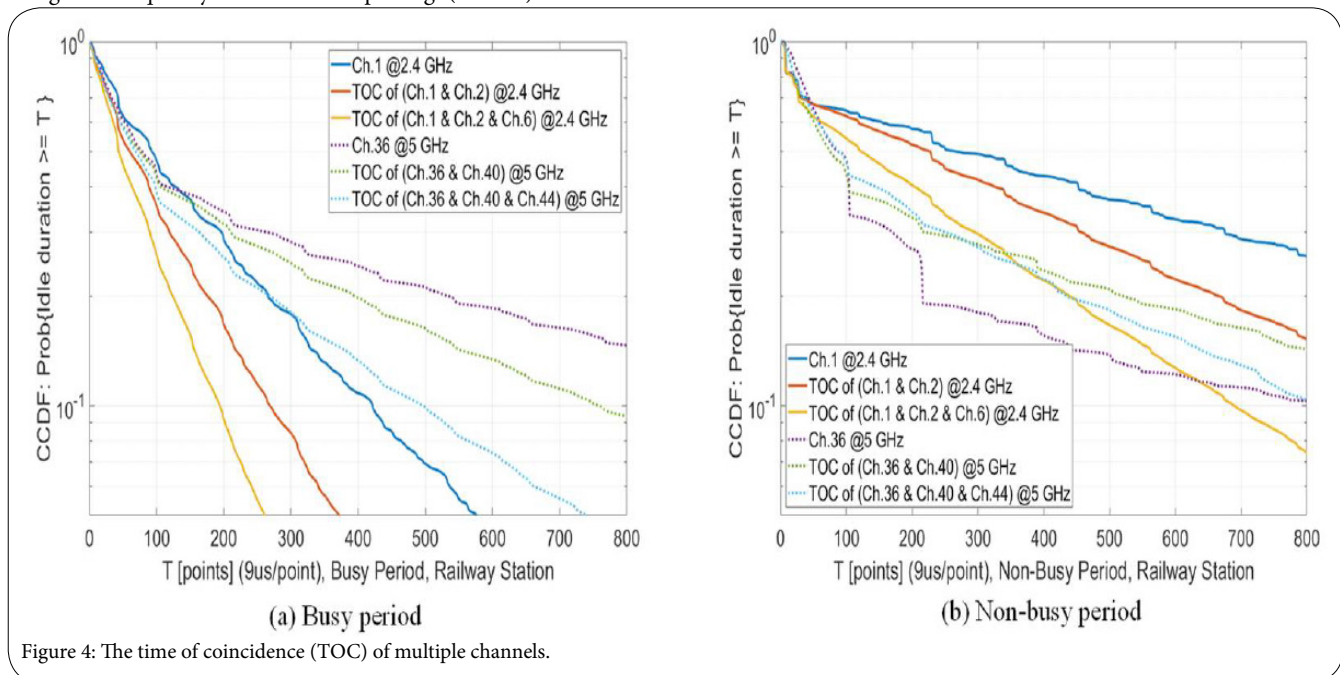 10^0
10^-1
CCDF: Prob{Idle duration >= T }
Ch.1 @2.4 GHz
TOC of (Ch.1 & Ch.2) @2.4 GHz
TOC of (Ch.1 & Ch.2 & Ch.6) @2.4 GHz
Ch.36 @5 GHz
TOC of (Ch.36 & Ch.40) @5 GHz
TOC of (Ch.36 & Ch.40 & Ch.44) @5 GHz
0 100 200 300 400 500 600 700 800
T [points] (9us/point), Busy Period, Railway Station
(a) Busy period
10^0
10^-1
CCDF: Prob{Idle duration >= T}
Ch.1 @2.4 GHz
TOC of (Ch.1 & Ch.2) @2.4 GHz
TOC of (Ch.1 & Ch.2 & Ch.6) @2.4 GHz
Ch.36 @5 GHz
TOC of (Ch.36 & Ch.40) @5 GHz
TOC of (Ch.36 & Ch.40 & Ch.44) @5 GHz
0 100 200 300 400 500 600 700 800
T [points] (9us/point), Non-Busy Period, Railway Station
(b) Non-busy period
Figure 4: The time of coincidence (TOC) of multiple channels.